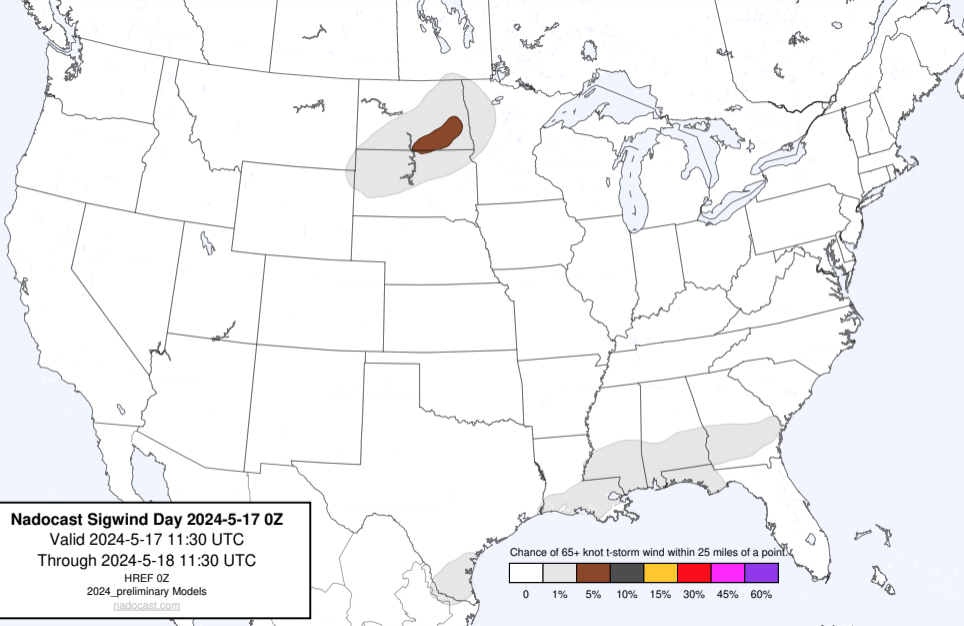 Nadocast Sigwind Day 2024-5-17 0Z
Valid 2024-5-17 11:30 UTC
Through 2024-5-18 11:30 UTC
HREF 0Z
2024_preliminary Models
nadocast.com
Chance of 65+ knot t-storm wind within 25 miles of a point.
0 1% 5% 10% 15% 30% 45% 60%